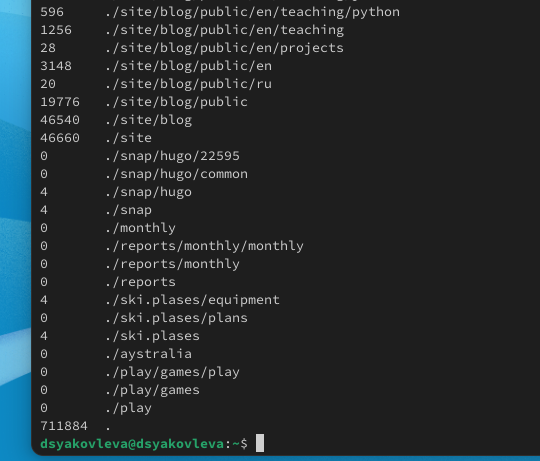 596     ./site/blog/public/en/teaching/python
1256    ./site/blog/public/en/teaching
28      ./site/blog/public/en/projects
3148    ./site/blog/public/en
20      ./site/blog/public/ru
19776   ./site/blog/public
46540   ./site/blog
46660   ./site
0       ./snap/hugo/22595
0       ./snap/hugo/common
4       ./snap/hugo
4       ./snap
0       ./monthly
0       ./reports/monthly/monthly
0       ./reports/monthly
0       ./reports
4       ./ski.plases/equipment
0       ./ski.plases/plans
4       ./ski.plases
0       ./aystralia
0       ./play/games/play
0       ./play/games
0       ./play
711884  .
dsyakovleva@dsyakovleva:~$